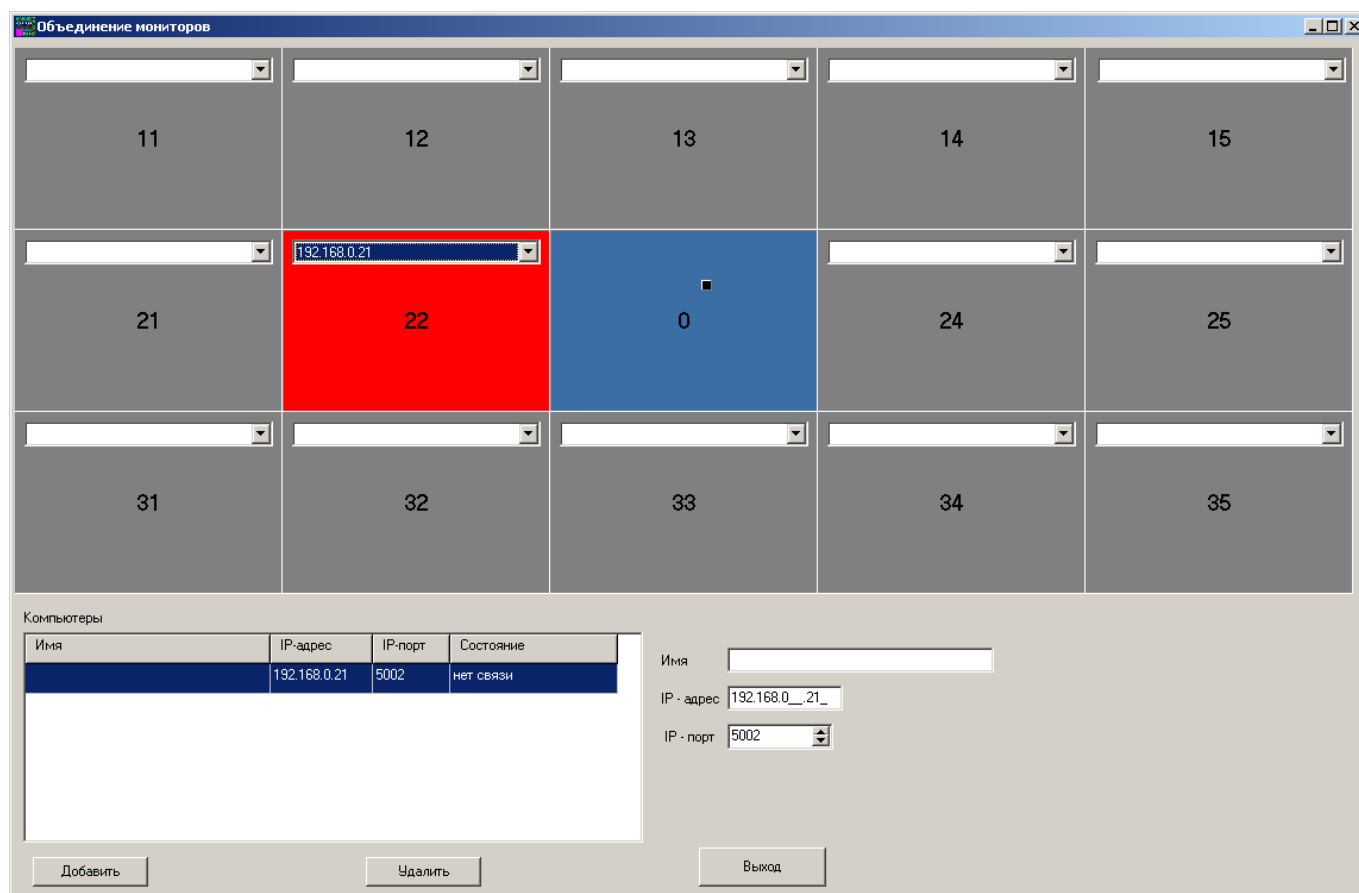 Объединение мониторов
11 12 13 14 15
192.168.0.21
21 22 0 24 25
31 32 33 34 35
Компьютеры
Имя IP-адрес IP-порт Состояние
192.168.0.21 5002 нет связи
Имя
IP - адрес 192.168.0__.21_
IP - порт 5002
Добавить Удалить Выход